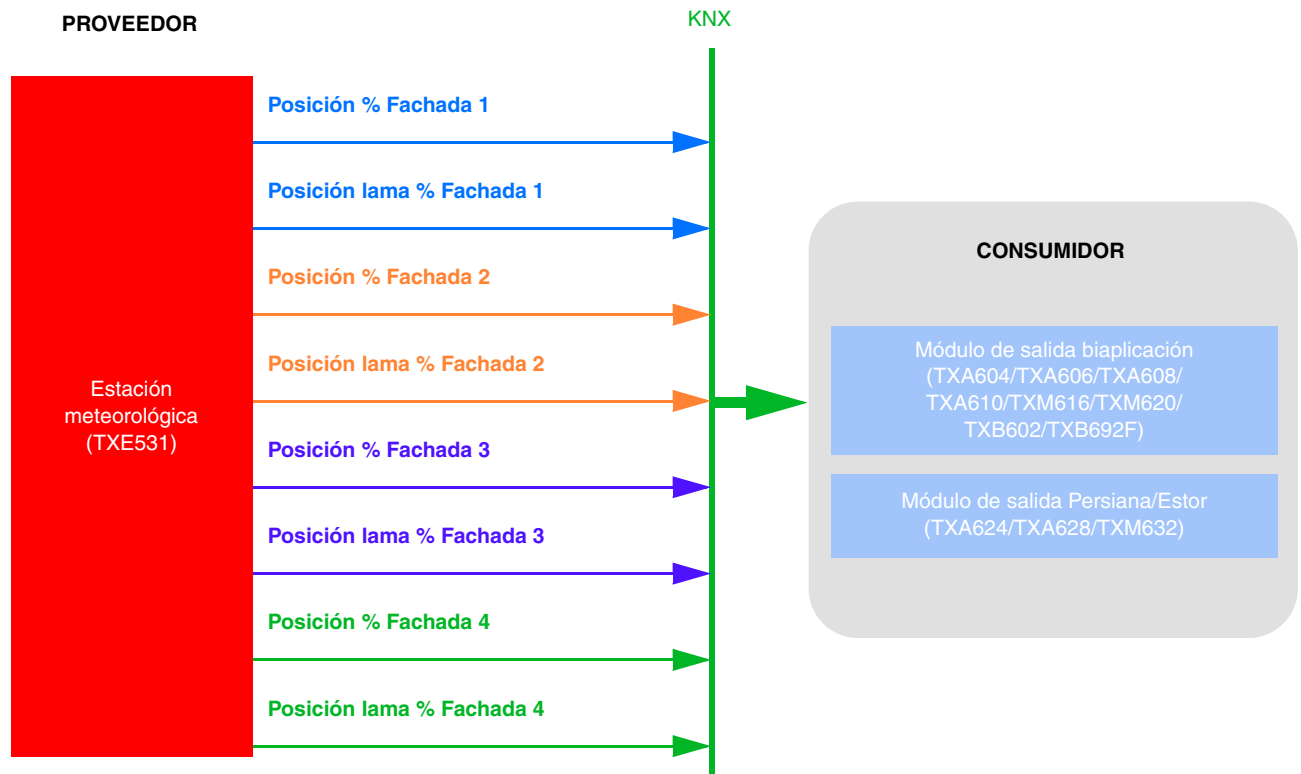 PROVEEDOR
KNX
Estación
meteorológica
(TXE531)
Posición % Fachada 1
Posición lama % Fachada 1
Posición % Fachada 2
Posición lama % Fachada 2
Posición % Fachada 3
Posición lama % Fachada 3
Posición % Fachada 4
Posición lama % Fachada 4
CONSUMIDOR
Módulo de salida biaplicación
(TXA604/TXA606/TXA608/
TXA610/TXM616/TXM620/
TXB602/TXB692F)
Módulo de salida Persiana/Estor
(TXA624/TXA628/TXM632)